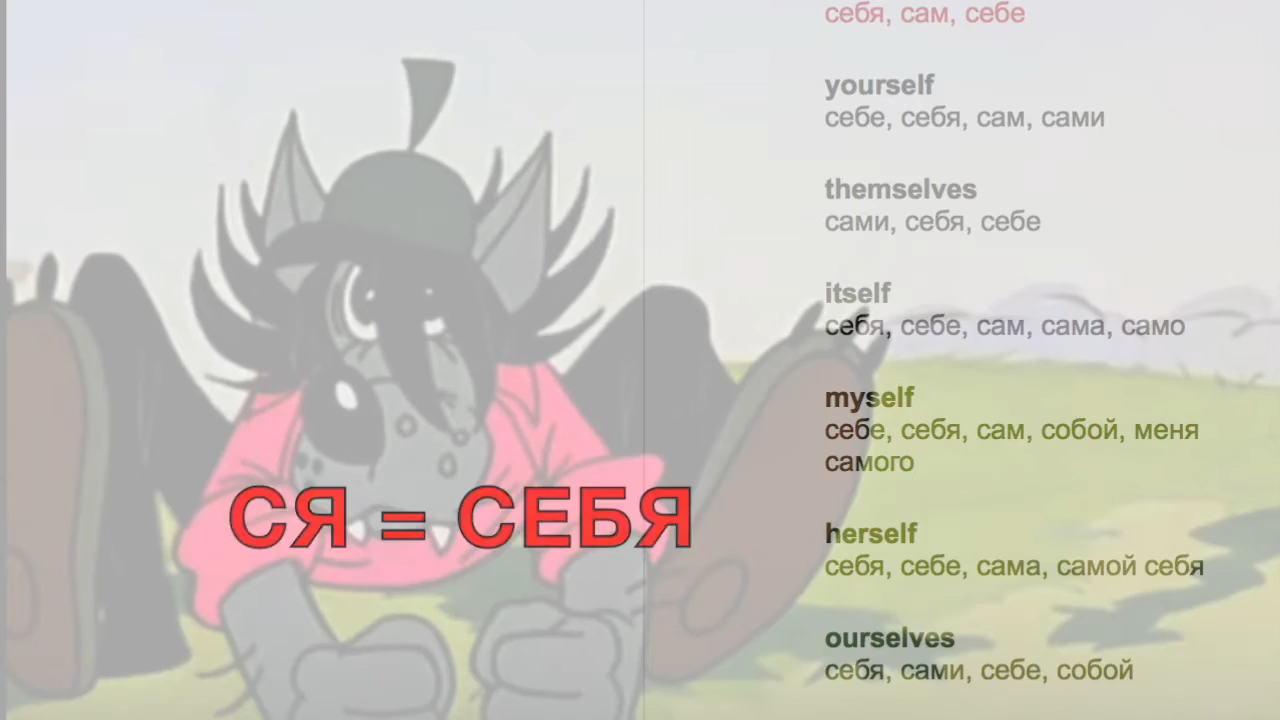 себя, сам, себе
yourself
себе, себя, сам, сами
themselves
сами, себя, себе
itself
себя, себе, сам, сама, само
myself
себе, себя, сам, собой, меня
самого
herself
себя, себе, сама, самой себя
ourselves
себя, сами, себе, собой
СЯ = СЕБЯ